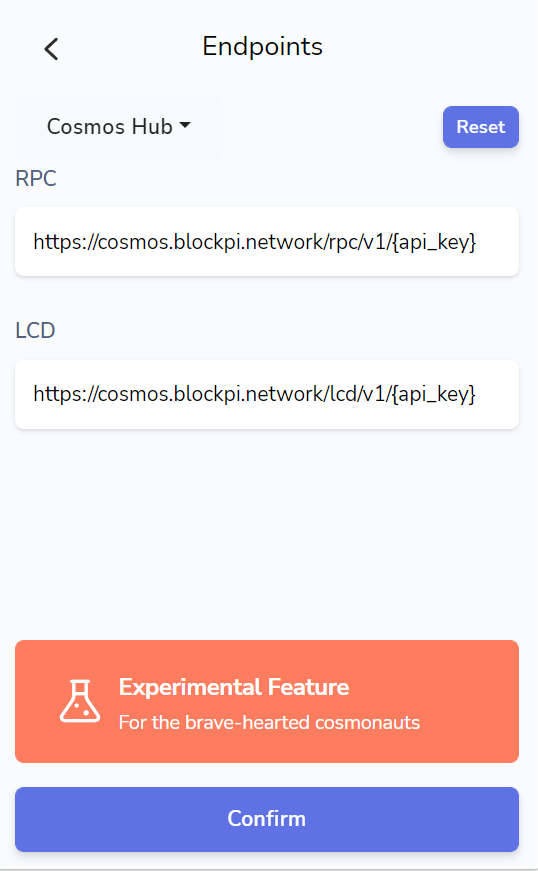 Endpoints
Cosmos Hub
Reset
RPC
https://cosmos.blockpi.network/rpc/v1/{api_key}
LCD
https://cosmos.blockpi.network/lcd/v1/{api_key}
Experimental Feature
For the brave-hearted cosmonauts
Confirm